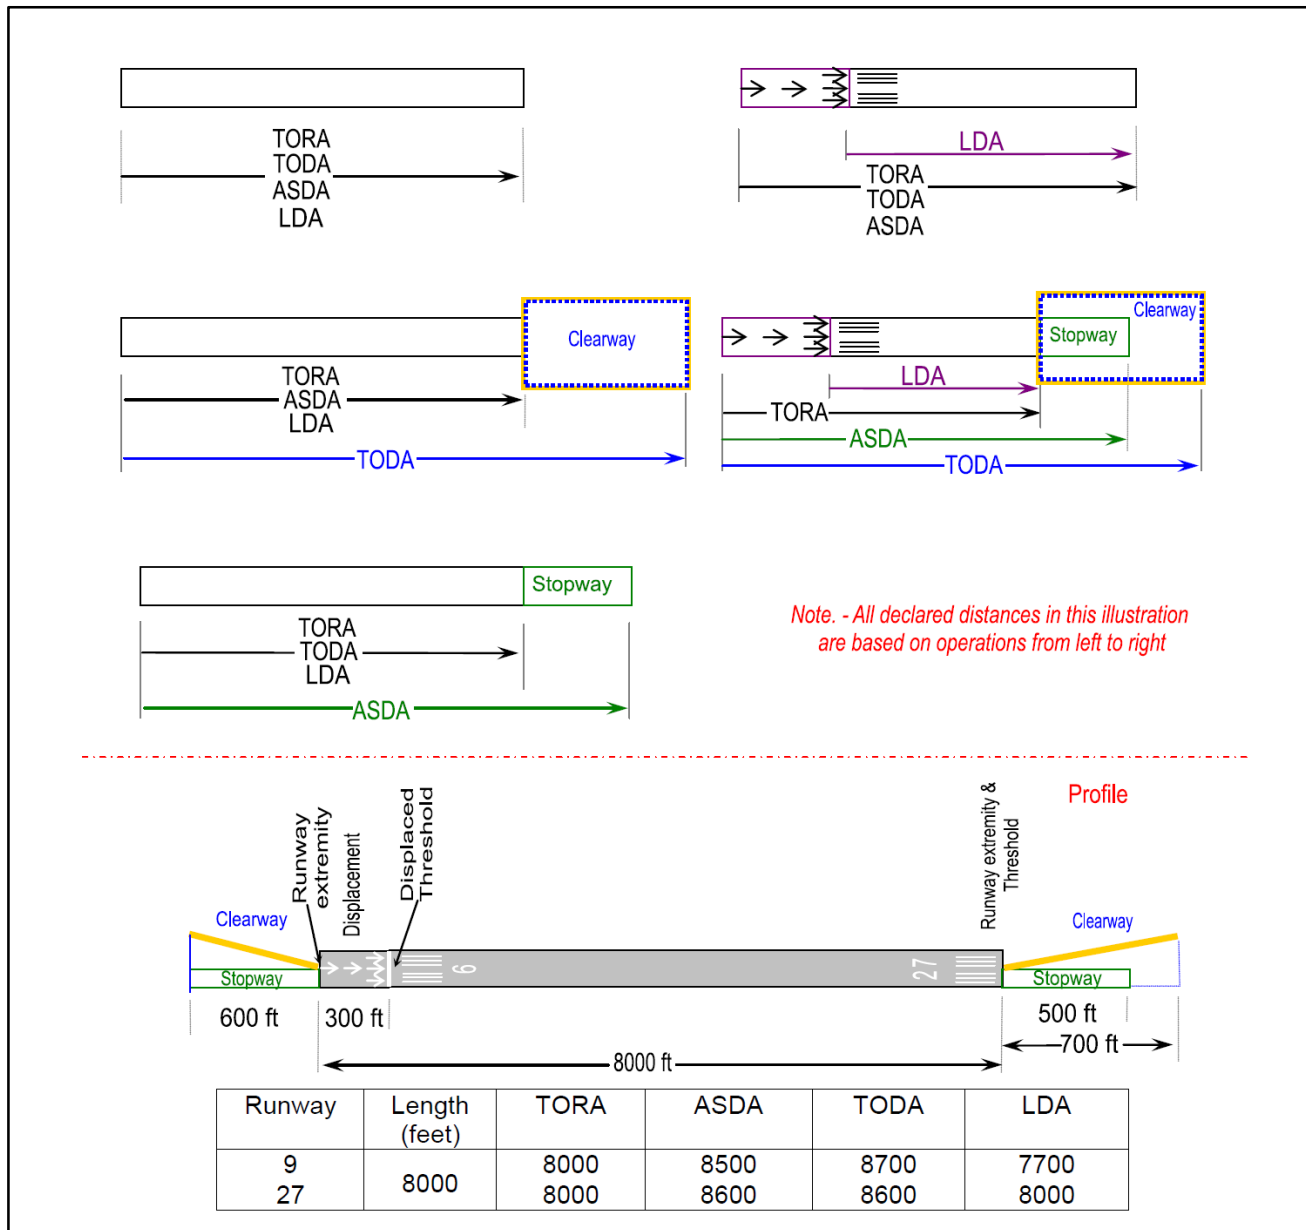 TORA
TODA
ASDA
LDA
LDA
TORA
TODA
ASDA
Clearway
TORA
ASDA
LDA
TODA
Clearway
Stopway
LDA
TORA
ASDA
TODA
Stopway
TORA
TODA
LDA
ASDA
Note. - All declared distances in this illustration
are based on operations from left to right
Profile
Runway
extremity
Displacement
Displaced
Threshold
Runway extremity &
Threshold
Clearway
Clearway
Stopway
9
27
Stopway
600 ft
300 ft
500 ft
700 ft
8000 ft
Runway Length (feet) TORA ASDA TODA LDA
9 8000 8000 8500 8700 7700
27 8000 8600 8600 8000